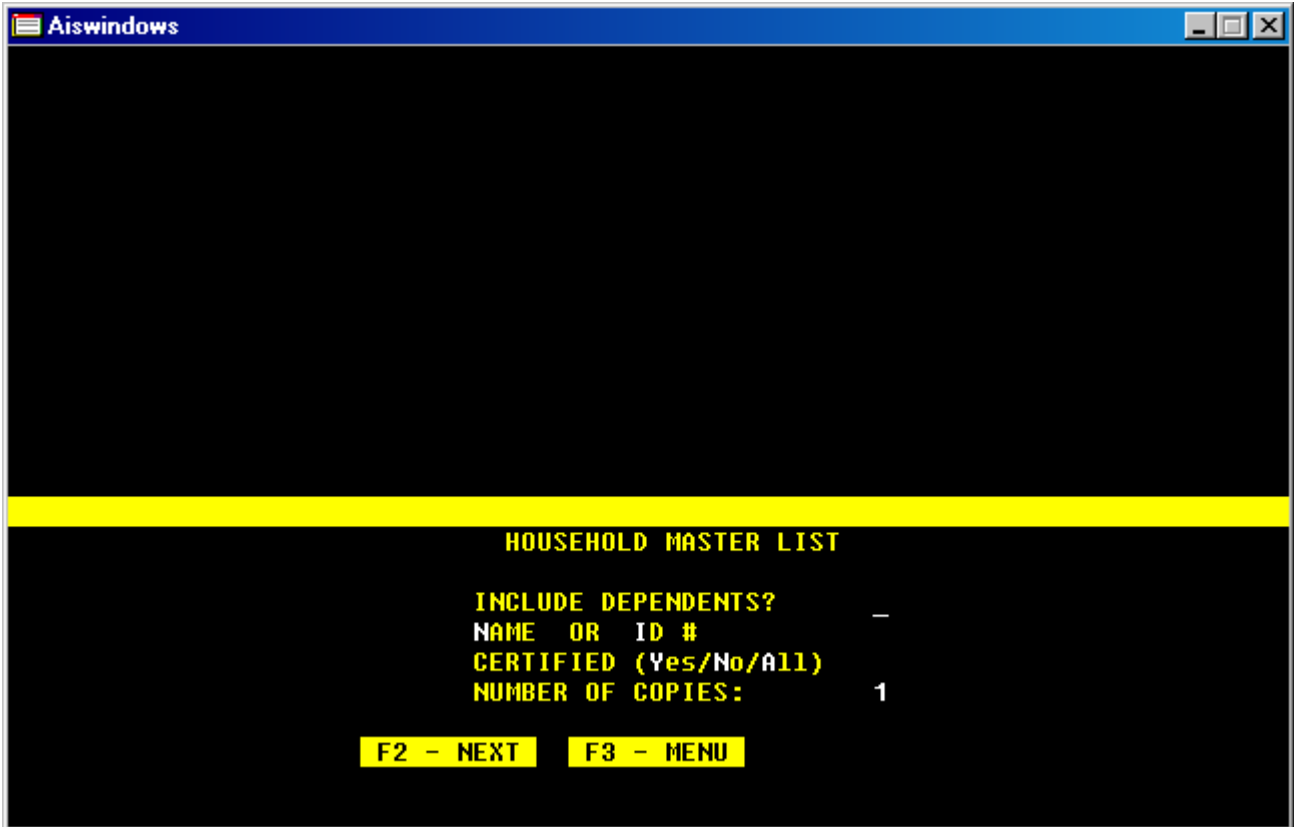 Aiswindows
HOUSEHOLD MASTER LIST
INCLUDE DEPENDENTS? _
NAME OR ID #
CERTIFIED (Yes/No/All)
NUMBER OF COPIES: 1
F2 - NEXT F3 - MENU